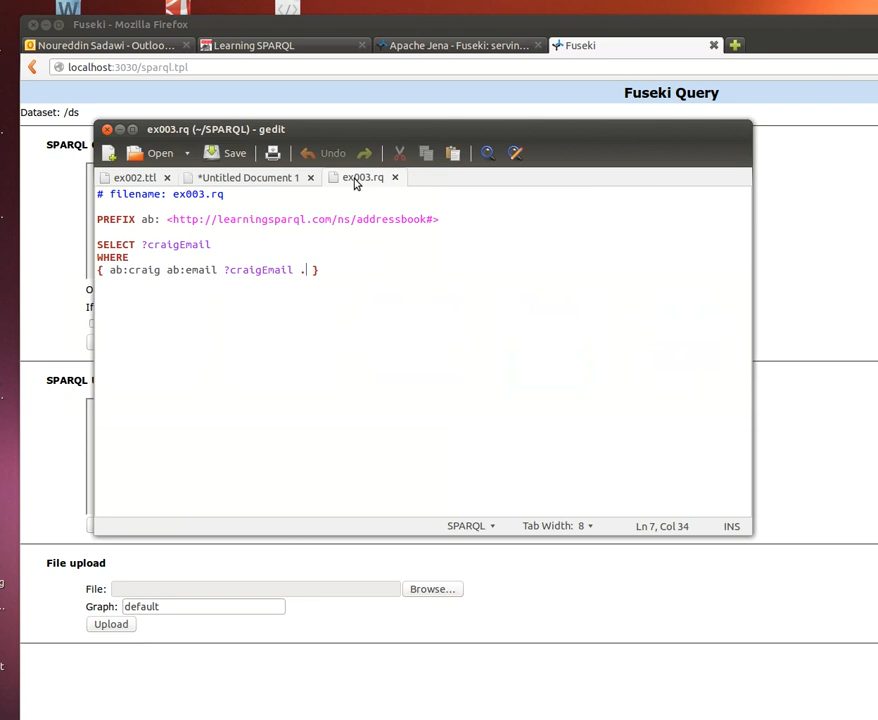 Fuseki - Mozilla Firefox
Noureddin Sadawi - Outloo...
Learning SPARQL
Apache Jena - Fuseki: servin...
Fuseki
localhost:3030/sparql.tpl
Fuseki Query
Dataset: /ds
SPARQL
ex003.rq (~/SPARQL) - gedit
Open
Save
Undo
ex002.ttl
*Untitled Document 1
ex003.rq
# filename: ex003.rq
PREFIX ab: <http://learningsparql.com/ns/addressbook#>
SELECT ?craigEmail
WHERE
{ ab:craig ab:email ?craigEmail . }
O
If
SPARQL
SPARQL
Tab Width: 8
Ln 7, Col 34
INS
File upload
File:
Browse...
Graph: default
Upload